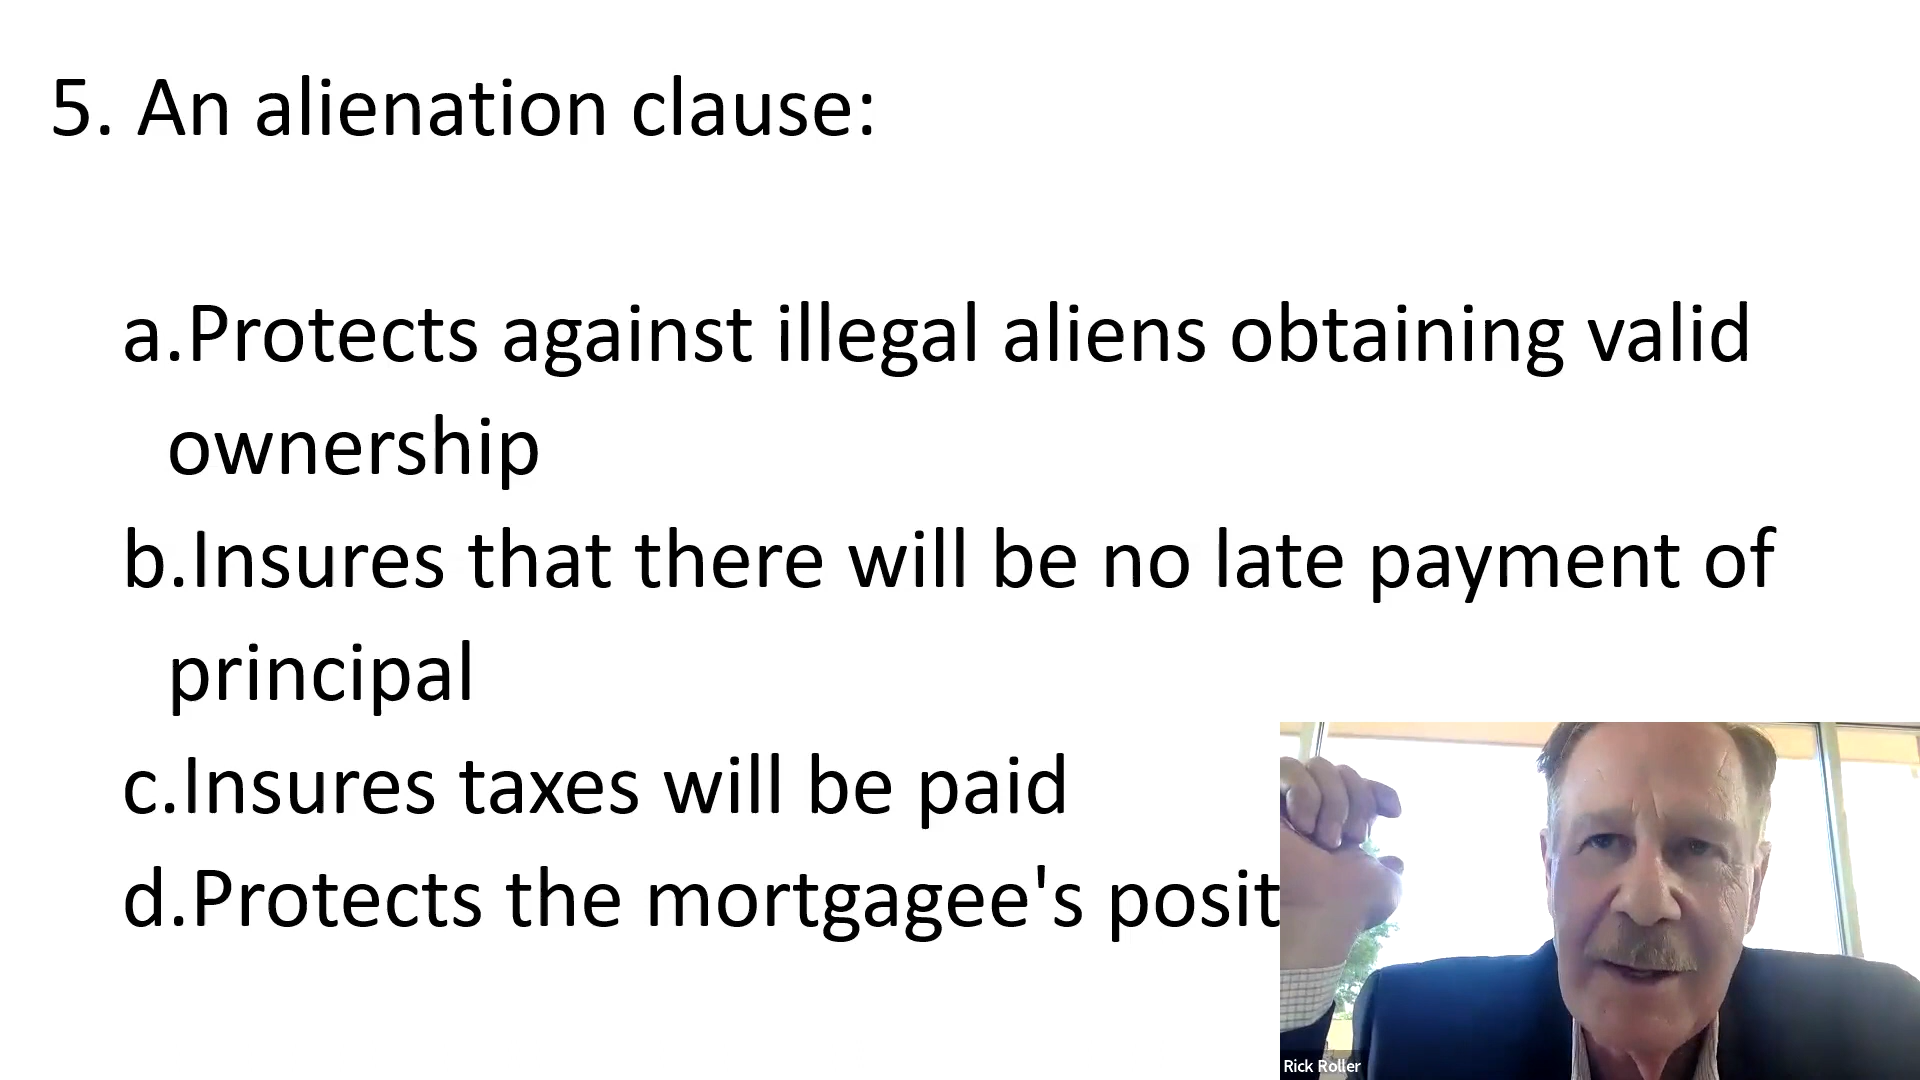 5. An alienation clause:
a.Protects against illegal aliens obtaining valid
ownership
b.Insures that there will be no late payment of
principal
c.Insures taxes will be paid
d.Protects the mortgagee's posit
Rick Roller